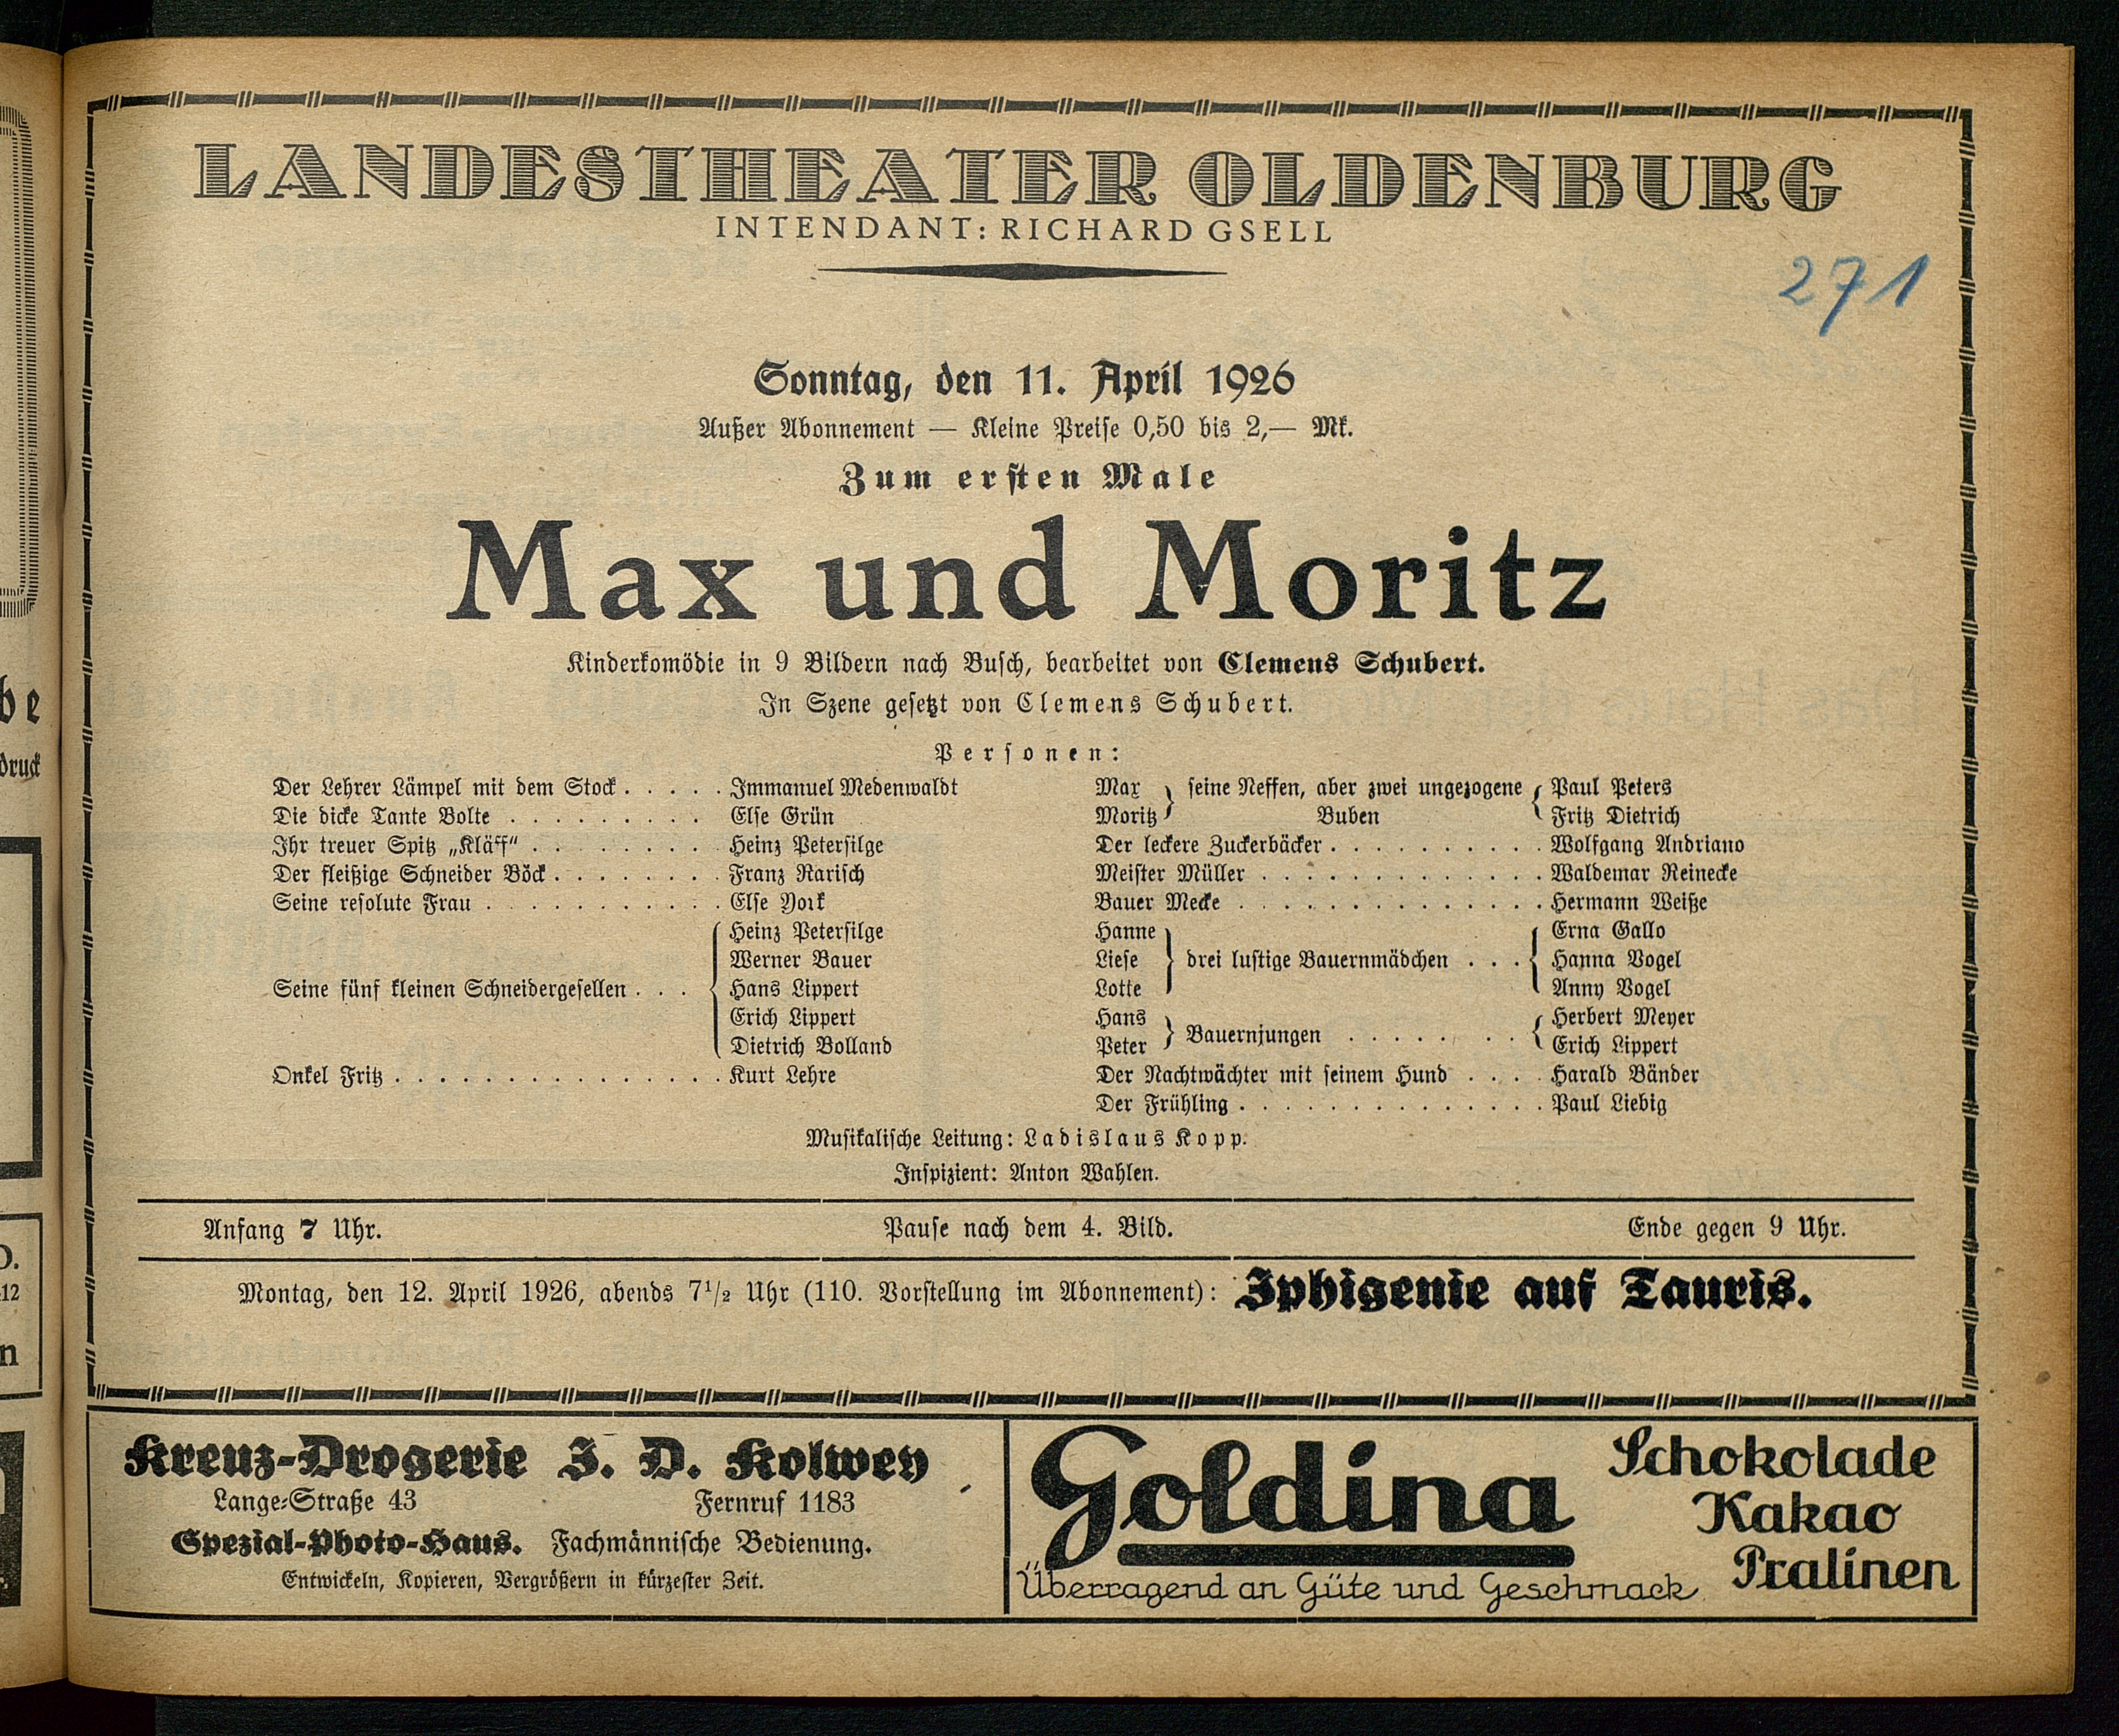 LANDESTHEATER OLDENBURG
INTENDANT: RICHARD GSELL
271
Sonntag, den 11. April 1926
Außer Abonnement — Kleine Preise 0,50 bis 2,— Mk.
Zum ersten Male
Max und Moritz
Kinderkomödie in 9 Bildern nach Busch, bearbeitet von Clemens Schubert.
In Szene gesetzt von Clemens Schubert.
Personen:
Der Lehrer Lämpel mit dem Stock . . . . . Immanuel Medenwaldt
Die dicke Tante Bolte . . . . . . . . . Else Grün
Ihr treuer Spitz „Kläff“ . . . . . . . . Heinz Petersilge
Der fleißige Schneider Böck . . . . . . . . Franz Rarisch
Seine resolute Frau . . . . . . . . . . . Else York
Seine fünf kleinen Schneidergesellen . . . { Heinz Petersilge
Werner Bauer
Hans Lippert
Erich Lippert
Dietrich Bolland
Onkel Fritz . . . . . . . . . . . . . . . Kurt Lehre
Max } seine Neffen, aber zwei ungezogene { Paul Peters
Moritz } Buben { Fritz Dietrich
Der leckere Zuckerbäcker . . . . . . . . . . Wolfgang Andriano
Meister Müller . . . . . . . . . . . . . Waldemar Reinecke
Bauer Mecke . . . . . . . . . . . . . . Hermann Weiße
Hanne Erna Gallo
Liese } drei lustige Bauernmädchen . . . { Hanna Vogel
Lotte Anny Vogel
Hans } Bauernjungen . . . . . . . . { Herbert Meyer
Peter Erich Lippert
Der Nachtwächter mit seinem Hund . . . . Harald Bänder
Der Frühling . . . . . . . . . . . . . . Paul Liebig
Musikalische Leitung: Ladislaus Kopp.
Inspizient: Anton Wahlen.
Anfang 7 Uhr. Pause nach dem 4. Bild. Ende gegen 9 Uhr.
Montag, den 12. April 1926, abends 7½ Uhr (110. Vorstellung im Abonnement): Iphigenie auf Tauris.
Kreuz-Drogerie J. D. Kolwey
Lange-Straße 43 Fernruf 1183
Spezial-Photo-Haus. Fachmännische Bedienung.
Entwickeln, Kopieren, Vergrößern in kürzester Zeit.
Goldina
Überragend an Güte und Geschmack
Schokolade
Kakao
Pralinen
be
druck
D.
12
n